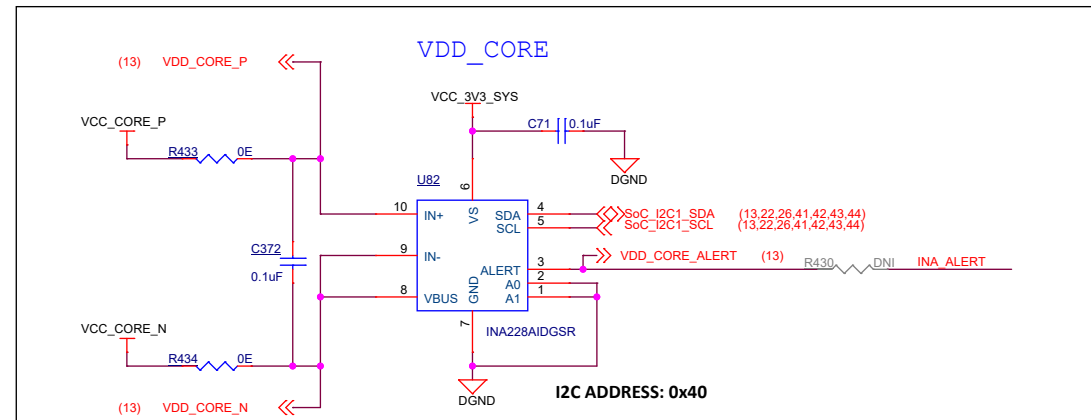 VDD_CORE
(13) VDD_CORE_P
VCC_3V3_SYS
VCC_CORE_P
C71 0.1uF
R433 0E
DGND
U82
6
10 IN+ VS SDA 4 SoC_I2C1_SDA (13,22,26,41,42,43,44)
SCL 5 SoC_I2C1_SCL (13,22,26,41,42,43,44)
C372
9 IN-
VDD_CORE_ALERT (13)
0.1uF
ALERT 3 R430 DNI INA_ALERT
A0 2
8 VBUS GND A1 1
7
INA228AIDGSR
VCC_CORE_N
R434 0E
DGND
I2C ADDRESS: 0x40
(13) VDD_CORE_N